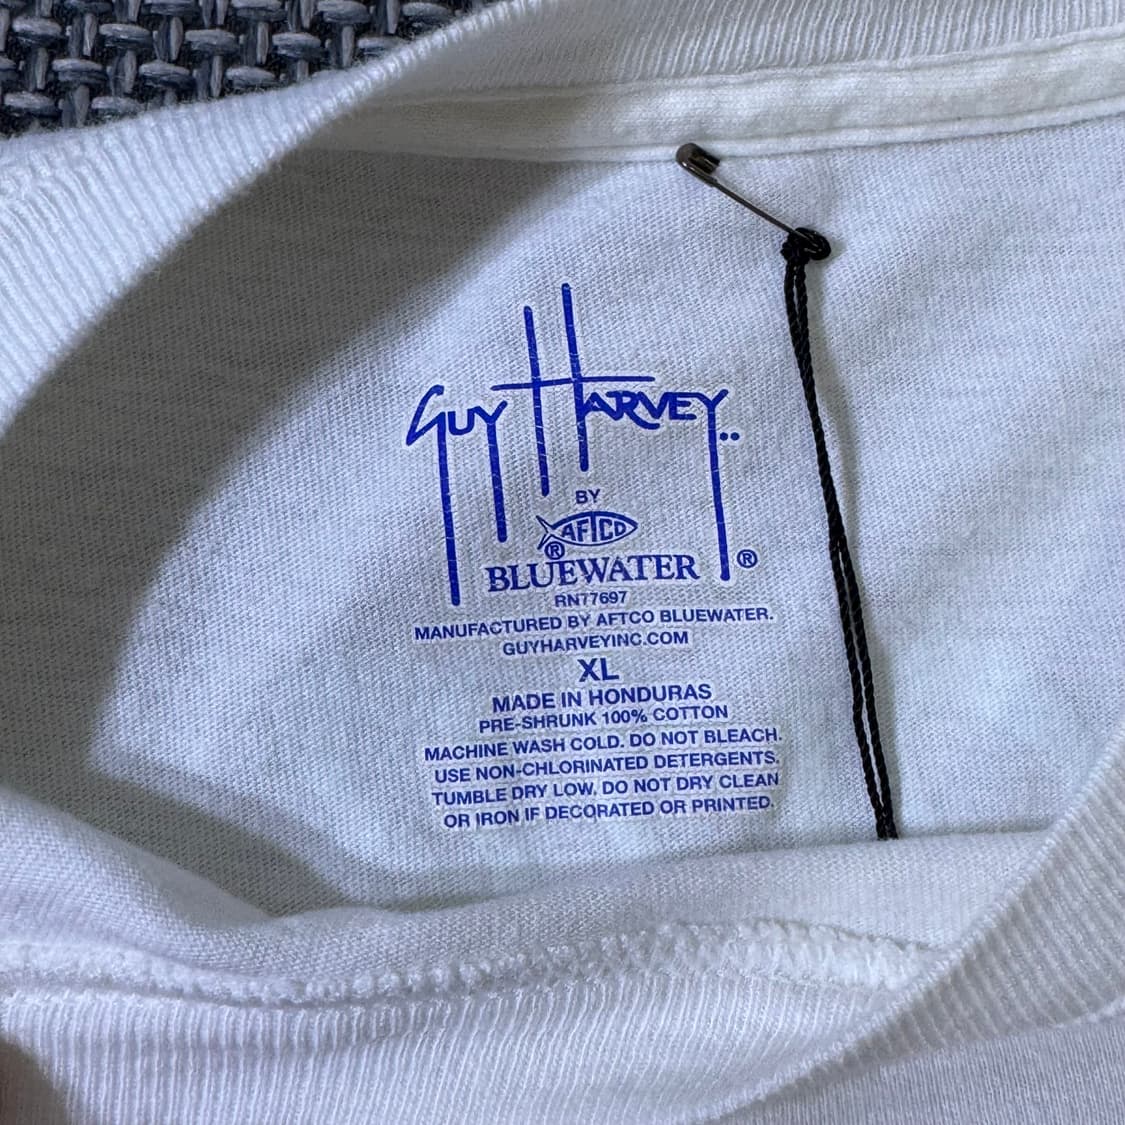 GUY HARVEY
BY
AFTCO
®
BLUEWATER ®
RN77697
MANUFACTURED BY AFTCO BLUEWATER.
GUYHARVEYINC.COM
XL
MADE IN HONDURAS
PRE-SHRUNK 100% COTTON
MACHINE WASH COLD. DO NOT BLEACH.
USE NON-CHLORINATED DETERGENTS.
TUMBLE DRY LOW. DO NOT DRY CLEAN
OR IRON IF DECORATED OR PRINTED.